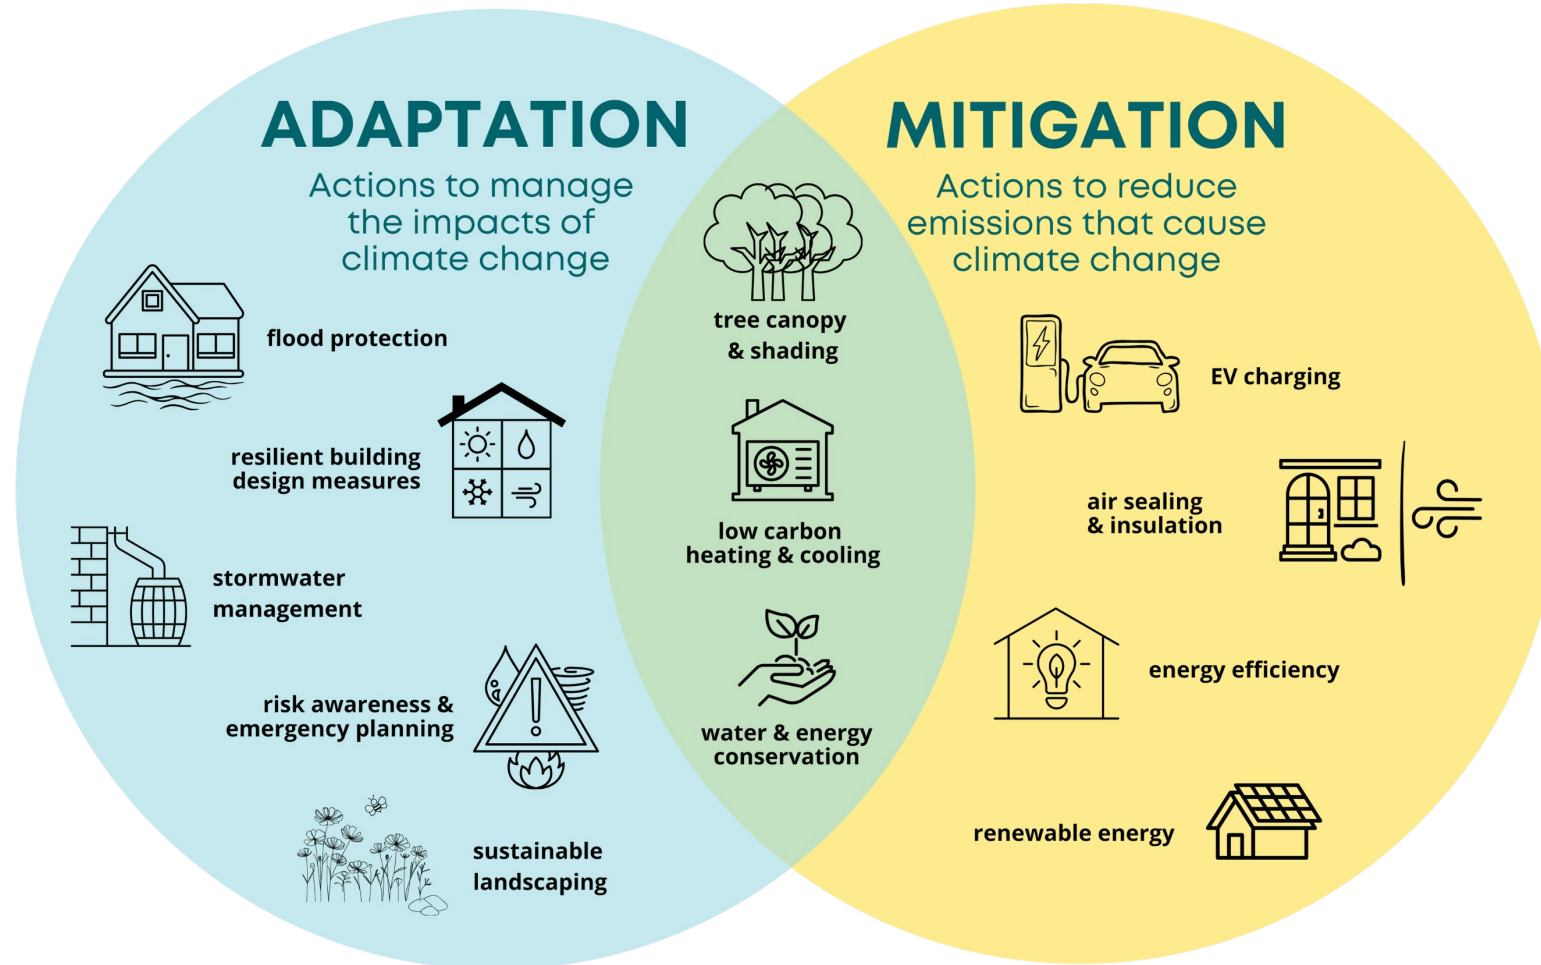 ADAPTATION
Actions to manage
the impacts of
climate change
flood protection
resilient building
design measures
stormwater
management
risk awareness &
emergency planning
sustainable
landscaping
tree canopy
& shading
low carbon
heating & cooling
water & energy
conservation
MITIGATION
Actions to reduce
emissions that cause
climate change
EV charging
air sealing
& insulation
energy efficiency
renewable energy